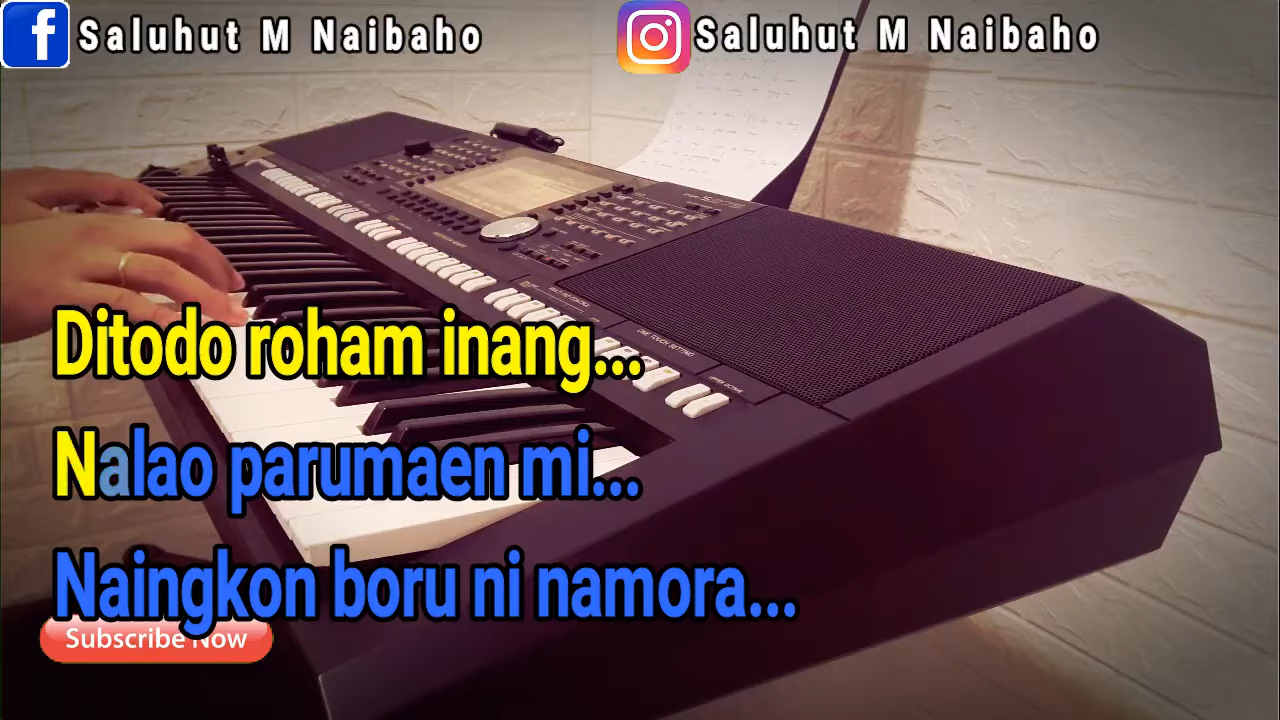 Saluhut M Naibaho
Saluhut M Naibaho
Ditodo roham inang...
Nalao parumaen mi...
Naingkon boru ni namora...
Subscribe Now